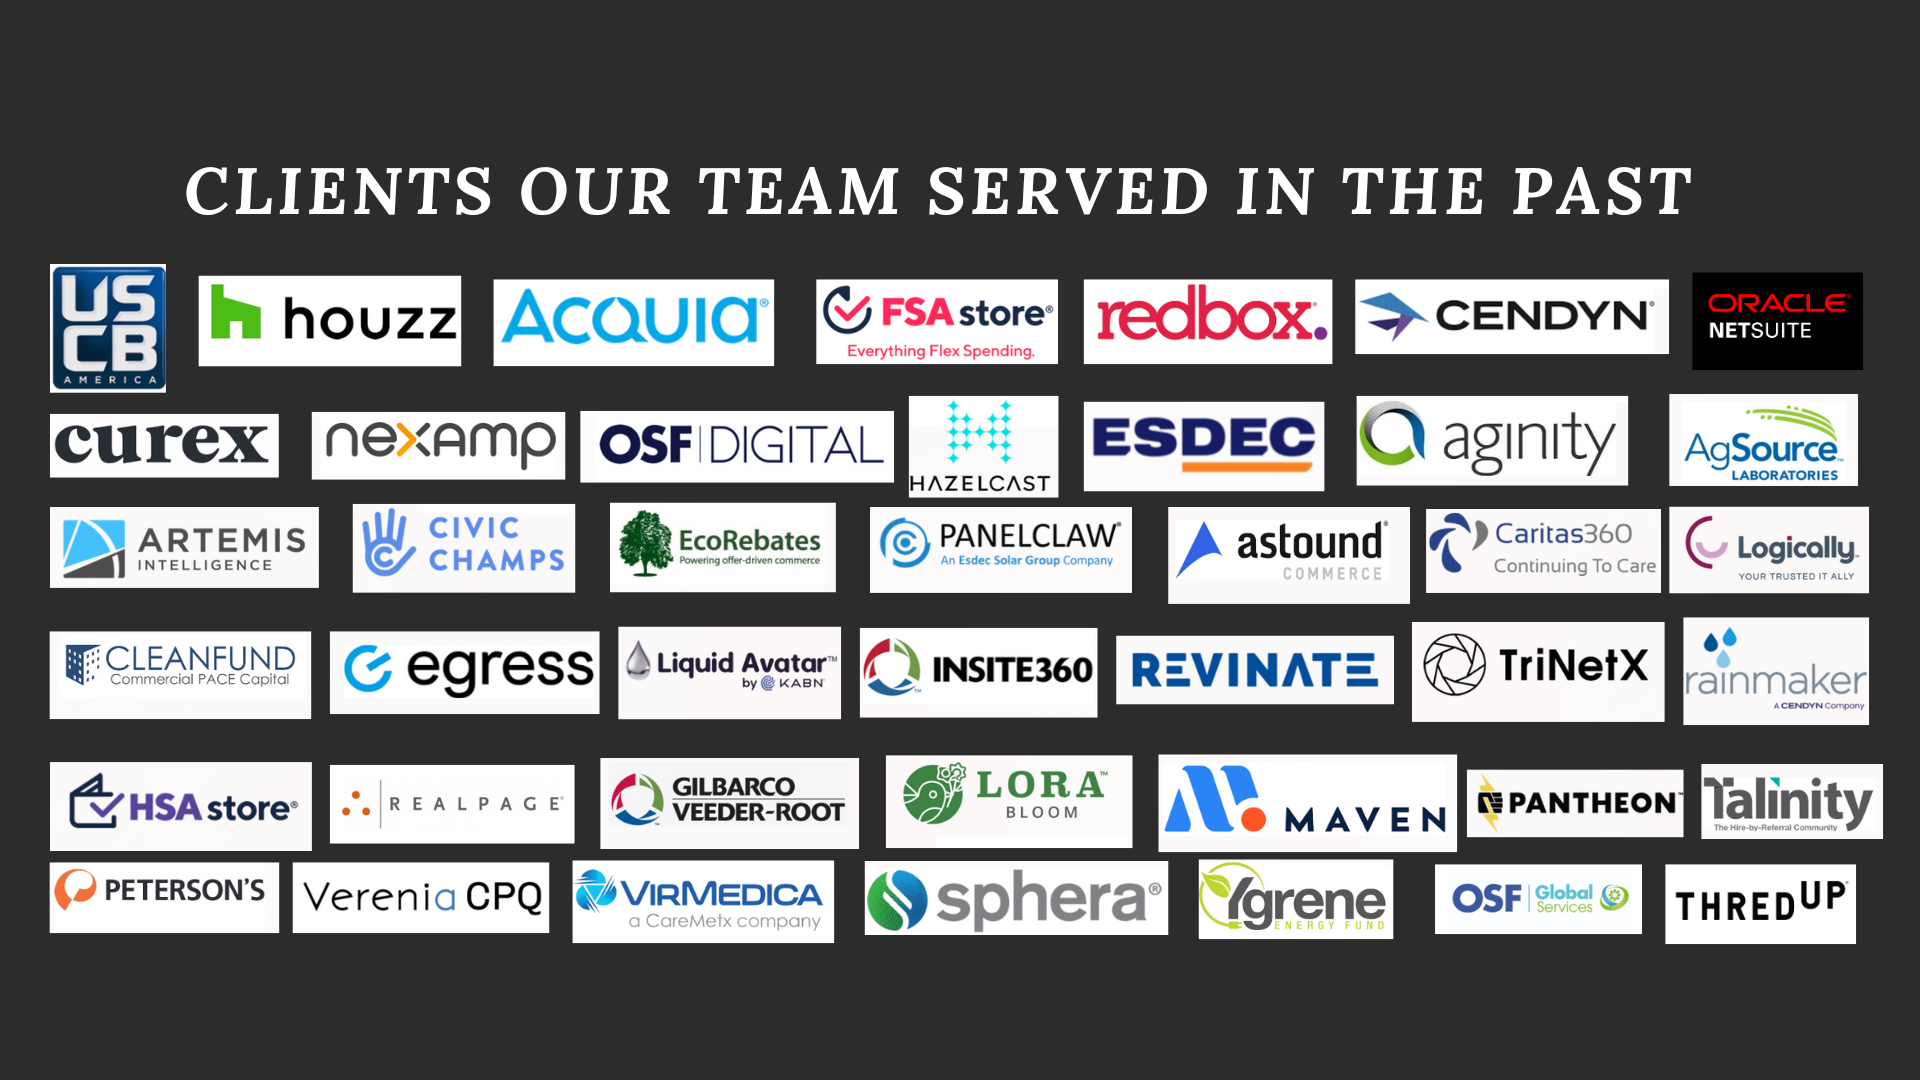 CLIENTS OUR TEAM SERVED IN THE PAST
US
CB
AMERICA
houzz
ACQUIA®
FSA store®
Everything Flex Spending.
redbox.
CENDYN®
ORACLE®
NETSUITE
curex
nexamp
OSF|DIGITAL
HAZELCAST
ESDEC
aginity
AgSource™
LABORATORIES
ARTEMIS
INTELLIGENCE
CIVIC
CHAMPS
EcoRebates
Powering offer-driven commerce
PANELCLAW®
An Esdec Solar Group Company
astound®
COMMERCE
Caritas360
Continuing To Care
Logically™
YOUR TRUSTED IT ALLY
CLEANFUND
Commercial PACE Capital
egress
Liquid Avatar™
by KABN
INSITE360
REVINATE
TriNetX
rainmaker
A CENDYN Company
HSA store®
REALPAGE®
GILBARCO
VEEDER-ROOT
LORA™
BLOOM
MAVEN
PANTHEON™
Talinity
The Hire-by-Referral Community
PETERSON'S
Verenia CPQ
VIRMEDICA
a CareMetx company
sphera®
Ygrene
ENERGY FUND
OSF | Global
Services
THREDUP®